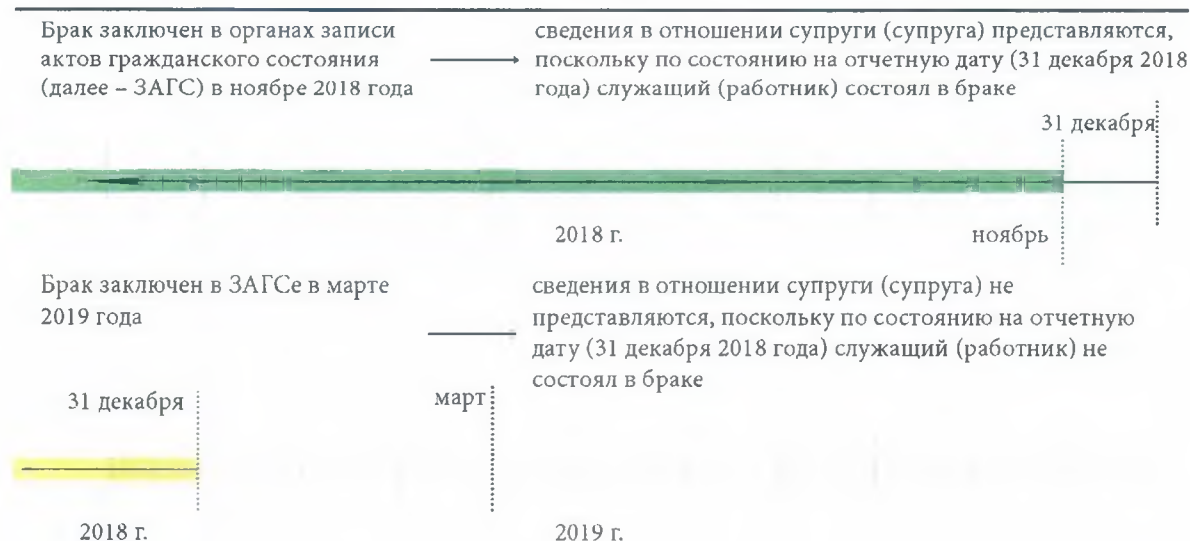 Брак заключен в органах записи
актов гражданского состояния
(далее – ЗАГС) в ноябре 2018 года
сведения в отношении супруги (супруга) представляются,
поскольку по состоянию на отчетную дату (31 декабря 2018
года) служащий (работник) состоял в браке
31 декабря
2018 г.
ноябрь
Брак заключен в ЗАГСе в марте
2019 года
сведения в отношении супруги (супруга) не
представляются, поскольку по состоянию на отчетную
дату (31 декабря 2018 года) служащий (работник) не
состоял в браке
31 декабря
март
2018 г.
2019 г.